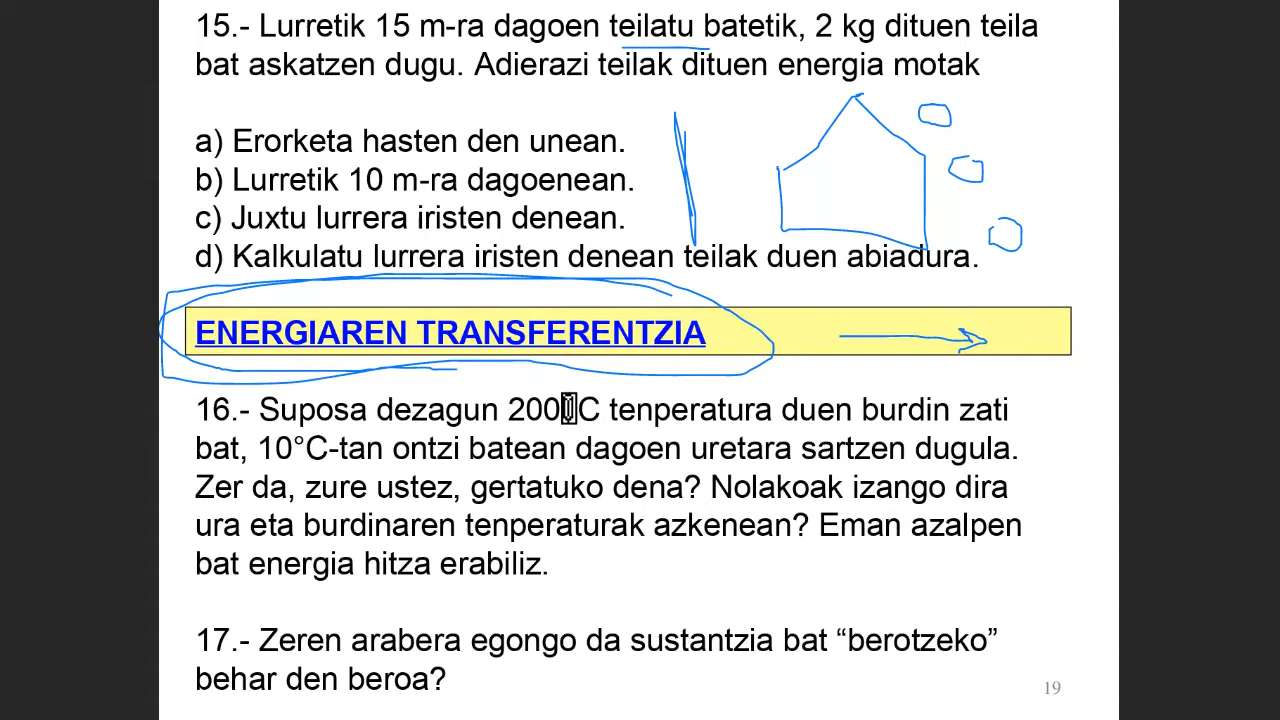 15.- Lurretik 15 m-ra dagoen teilatu batetik, 2 kg dituen teila
bat askatzen dugu. Adierazi teilak dituen energia motak
a) Erorketa hasten den unean.
b) Lurretik 10 m-ra dagoenean.
c) Juxtu lurrera iristen denean.
d) Kalkulatu lurrera iristen denean teilak duen abiadura.
ENERGIAREN TRANSFERENTZIA
16.- Suposa dezagun 200 C tenperatura duen burdin zati
bat, 10°C-tan ontzi batean dagoen uretara sartzen dugula.
Zer da, zure ustez, gertatuko dena? Nolakoak izango dira
ura eta burdinaren tenperaturak azkenean? Eman azalpen
bat energia hitza erabiliz.
17.- Zeren arabera egongo da sustantzia bat “berotzeko”
behar den beroa?
19